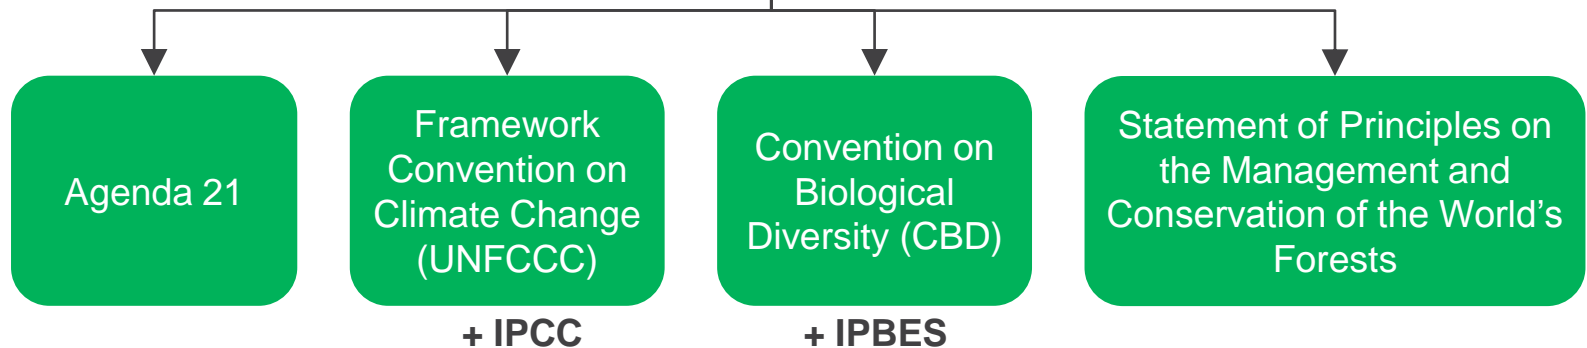 Agenda 21
Framework
Convention on
Climate Change
(UNFCCC)
+ IPCC
Convention on
Biological
Diversity (CBD)
+ IPBES
Statement of Principles on
the Management and
Conservation of the World’s
Forests